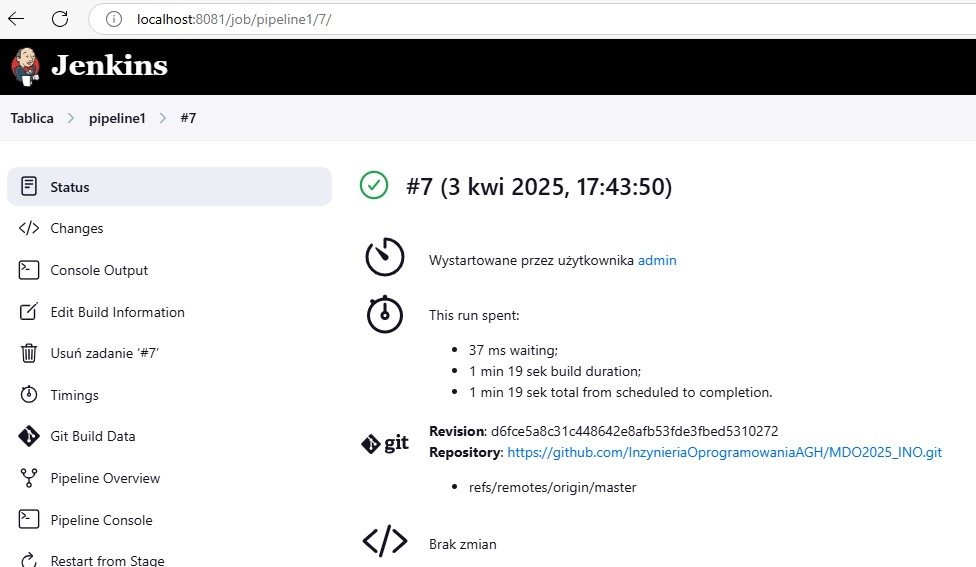 localhost:8081/job/pipeline1/7/
Jenkins
Tablica > pipeline1 > #7
Status
Changes
Console Output
Edit Build Information
Usuń zadanie ‘#7’
Timings
Git Build Data
Pipeline Overview
Pipeline Console
Restart from Stage
#7 (3 kwi 2025, 17:43:50)
Wystartowane przez użytkownika admin
This run spent:
• 37 ms waiting;
• 1 min 19 sek build duration;
• 1 min 19 sek total from scheduled to completion.
git
Revision: d6fce5a8c31c448642e8afb53fde3fbed5310272
Repository: https://github.com/InzynieriaOprogramowaniaAGH/MDO2025_INO.git
• refs/remotes/origin/master
Brak zmian